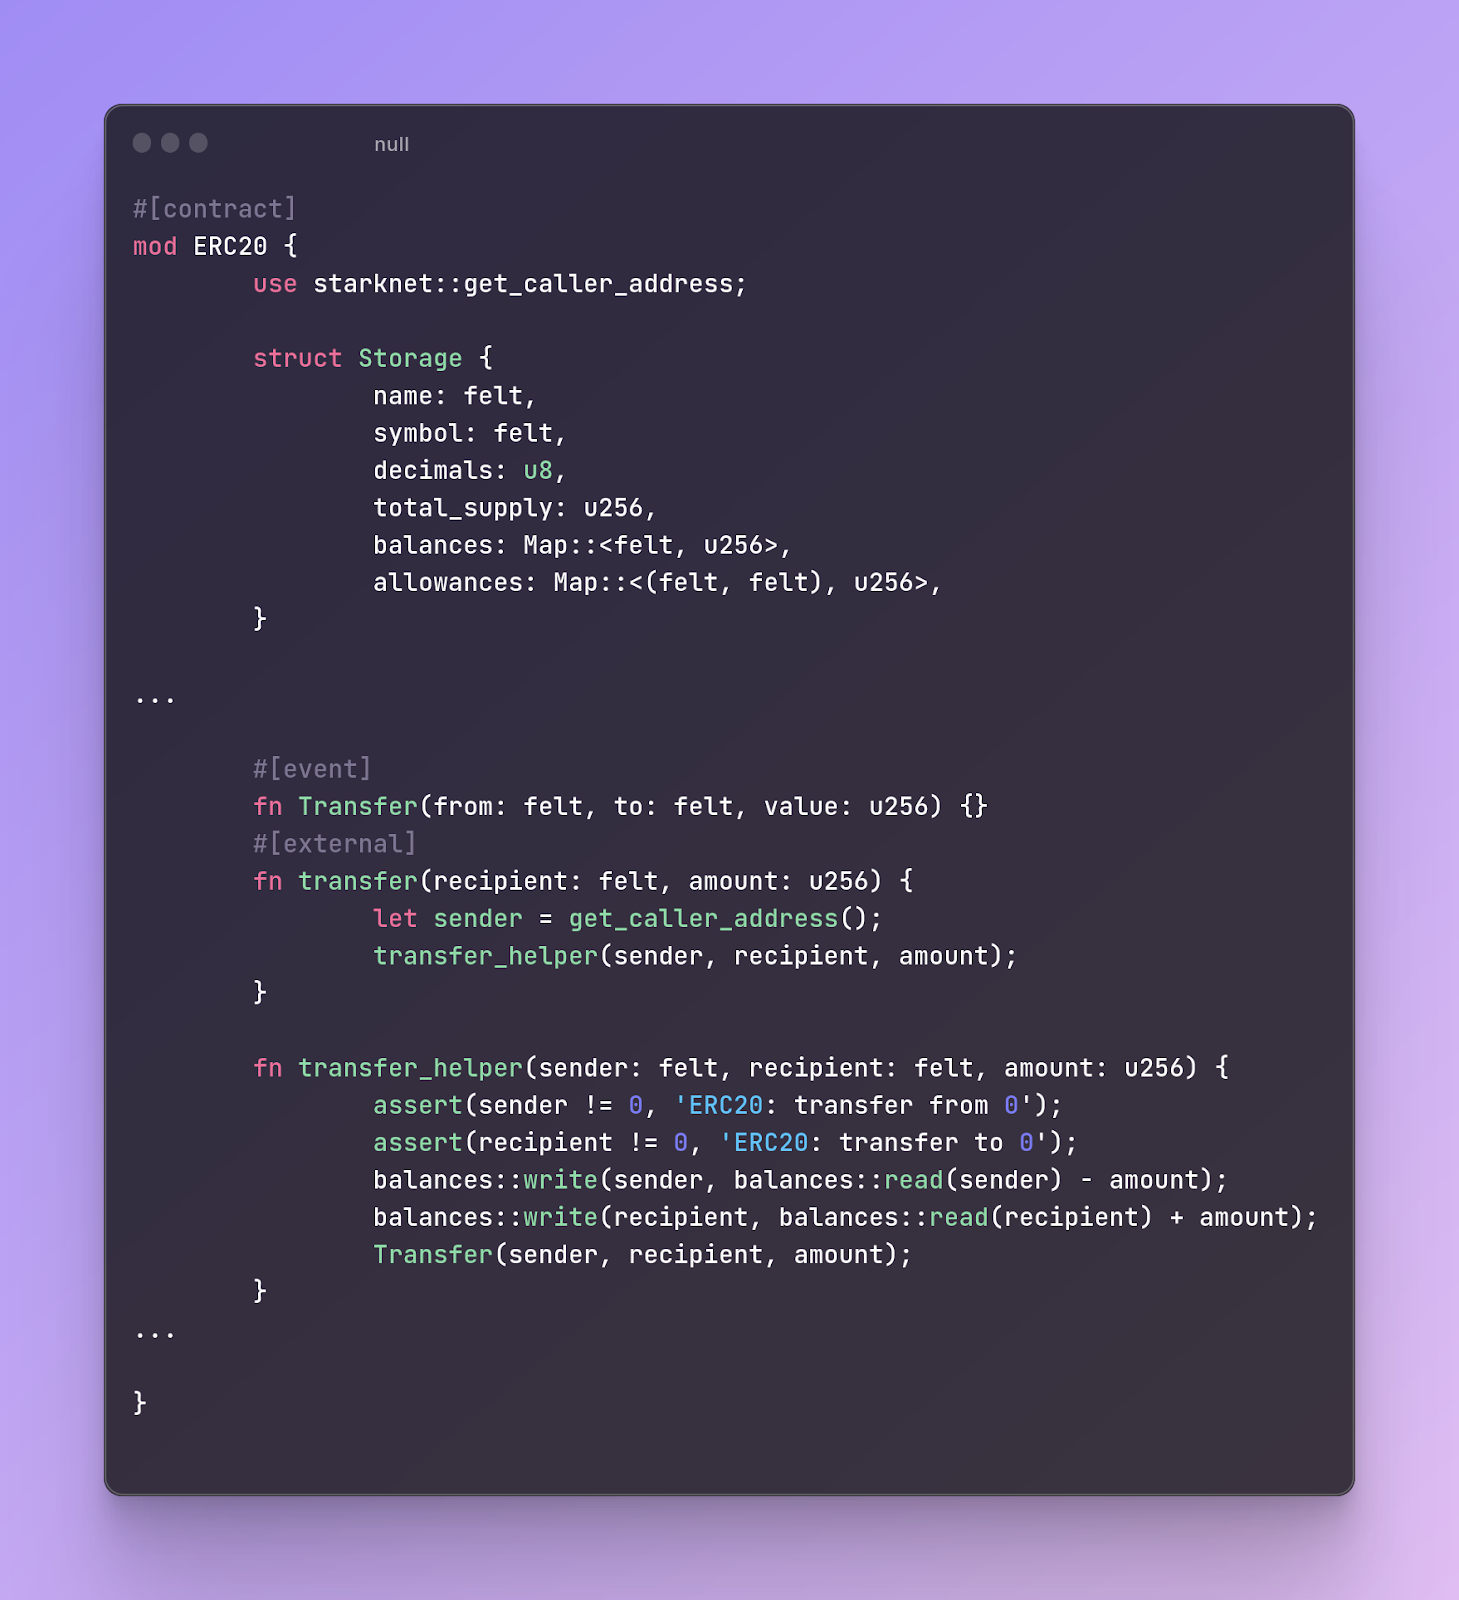 null
#[contract]
mod ERC20 {
use starknet::get_caller_address;
struct Storage {
name: felt,
symbol: felt,
decimals: u8,
total_supply: u256,
balances: Map::<felt, u256>,
allowances: Map::<(felt, felt), u256>,
}
...
#[event]
fn Transfer(from: felt, to: felt, value: u256) {}
#[external]
fn transfer(recipient: felt, amount: u256) {
let sender = get_caller_address();
transfer_helper(sender, recipient, amount);
}
fn transfer_helper(sender: felt, recipient: felt, amount: u256) {
assert(sender != 0, 'ERC20: transfer from 0');
assert(recipient != 0, 'ERC20: transfer to 0');
balances::write(sender, balances::read(sender) - amount);
balances::write(recipient, balances::read(recipient) + amount);
Transfer(sender, recipient, amount);
}
...
}